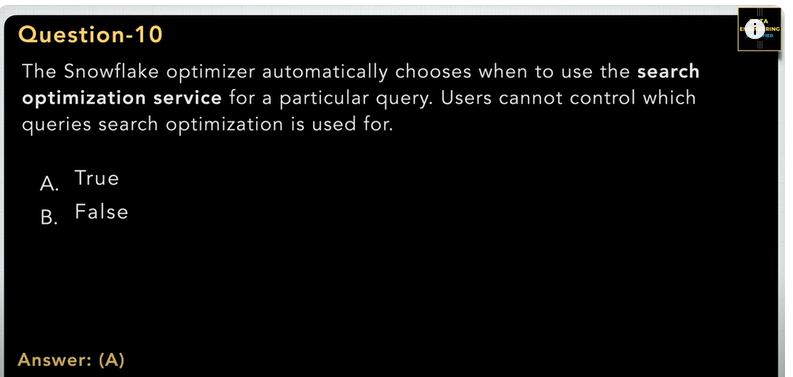 Question-10
The Snowflake optimizer automatically chooses when to use the search
optimization service for a particular query. Users cannot control which
queries search optimization is used for.
A. True
B. False
Answer: (A)